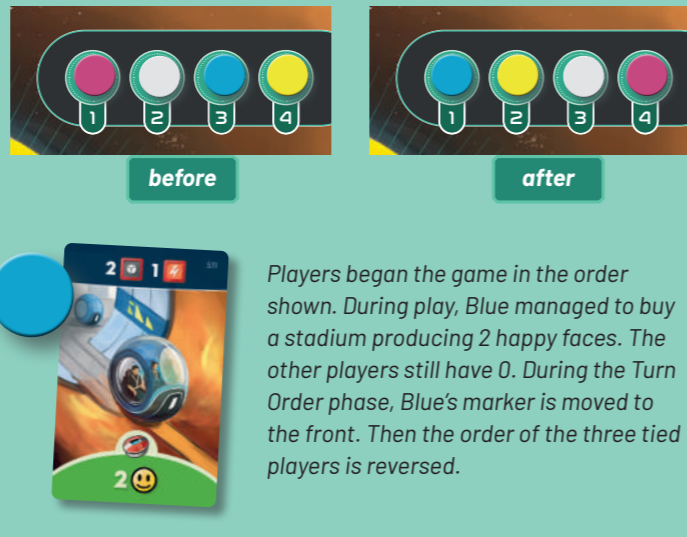 1 2 3 4
1 2 3 4
before
after
2 1
Players began the game in the order
shown. During play, Blue managed to buy
a stadium producing 2 happy faces. The
other players still have 0. During the Turn
Order phase, Blue's marker is moved to
the front. Then the order of the three tied
players is reversed.
2